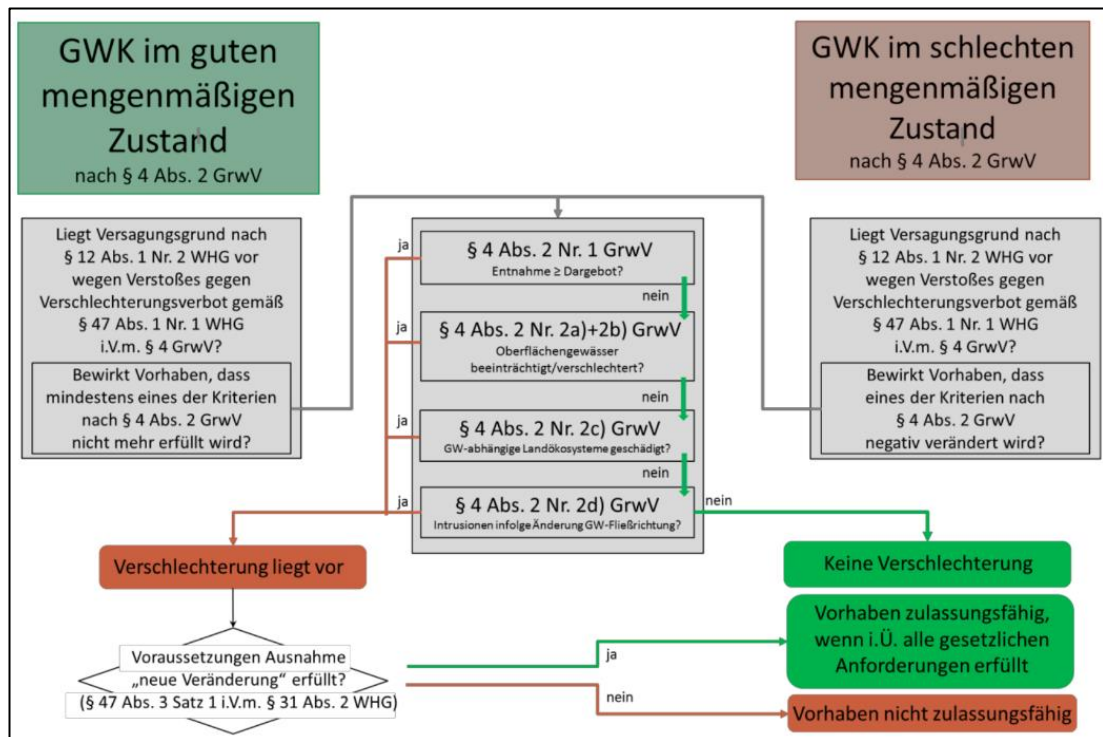 GWK im guten
mengenmäßigen
Zustand
nach § 4 Abs. 2 GrwV
GWK im schlechten
mengenmäßigen
Zustand
nach § 4 Abs. 2 GrwV
Liegt Versagungsgrund nach
§ 12 Abs. 1 Nr. 2 WHG vor
wegen Verstoßes gegen
Verschlechterungsverbot gemäß
§ 47 Abs. 1 Nr. 1 WHG
i.V.m. § 4 GrwV?
Bewirkt Vorhaben, dass
mindestens eines der Kriterien
nach § 4 Abs. 2 GrwV
nicht mehr erfüllt wird?
ja
§ 4 Abs. 2 Nr. 1 GrwV
Entnahme ≥ Dargebot?
nein
ja
§ 4 Abs. 2 Nr. 2a)+2b) GrwV
Oberflächengewässer
beeinträchtigt/verschlechtert?
nein
ja
§ 4 Abs. 2 Nr. 2c) GrwV
GW-abhängige Landökosysteme geschädigt?
nein
ja
§ 4 Abs. 2 Nr. 2d) GrwV
Intrusionen infolge Änderung GW-Fließrichtung?
nein
Liegt Versagungsgrund nach
§ 12 Abs. 1 Nr. 2 WHG vor
wegen Verstoßes gegen
Verschlechterungsverbot gemäß
§ 47 Abs. 1 Nr. 1 WHG
i.V.m. § 4 GrwV?
Bewirkt Vorhaben, dass
eines der Kriterien nach
§ 4 Abs. 2 GrwV
negativ verändert wird?
Verschlechterung liegt vor
Keine Verschlechterung
Voraussetzungen Ausnahme
„neue Veränderung“ erfüllt?
(§ 47 Abs. 3 Satz 1 i.V.m. § 31 Abs. 2 WHG)
ja
Vorhaben zulassungsfähig,
wenn i.Ü. alle gesetzlichen
Anforderungen erfüllt
nein
Vorhaben nicht zulassungsfähig